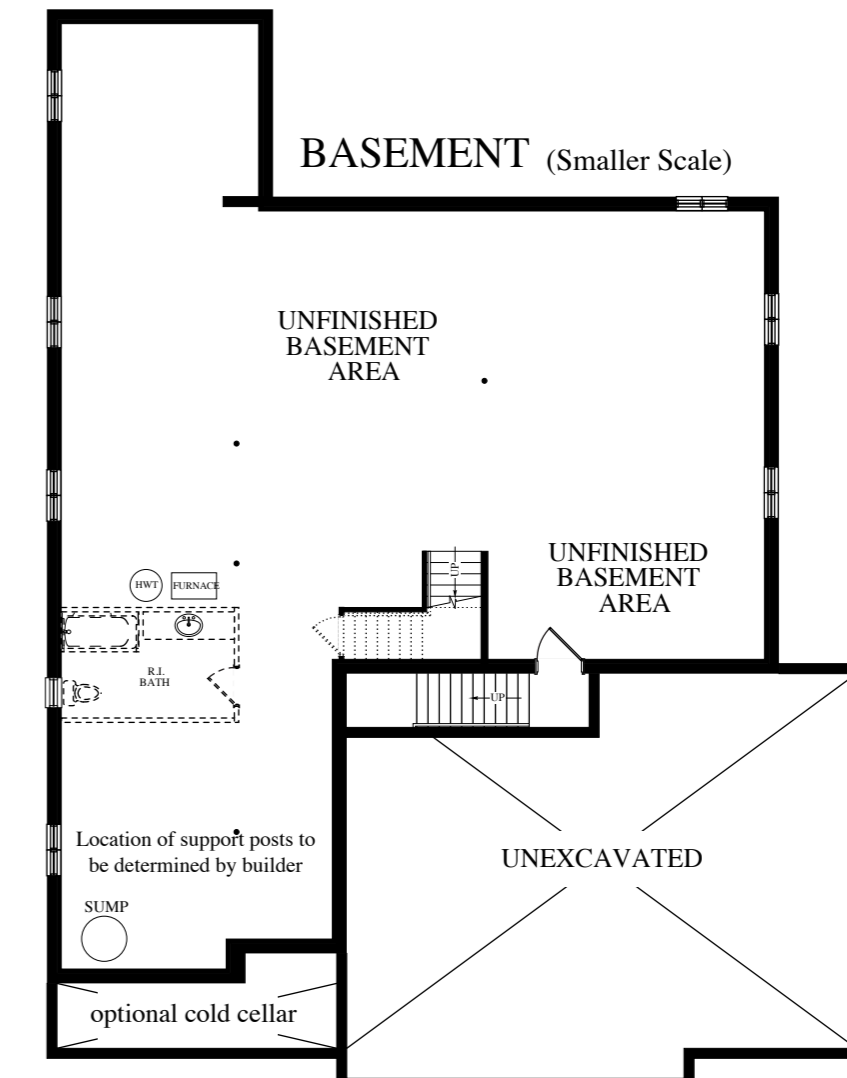 BASEMENT (Smaller Scale)
UNFINISHED
BASEMENT
AREA
UNFINISHED
BASEMENT
AREA
UP
HWT
FURNACE
R.I.
BATH
UP
Location of support posts to
be determined by builder
UNEXCAVATED
SUMP
optional cold cellar